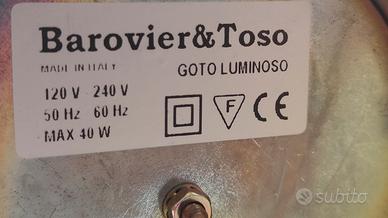 Barovier&Toso
MADE IN ITALY
GOTO LUMINOSO
120 V - 240 V
50 Hz 60 Hz
MAX 40 W
F CE
subito